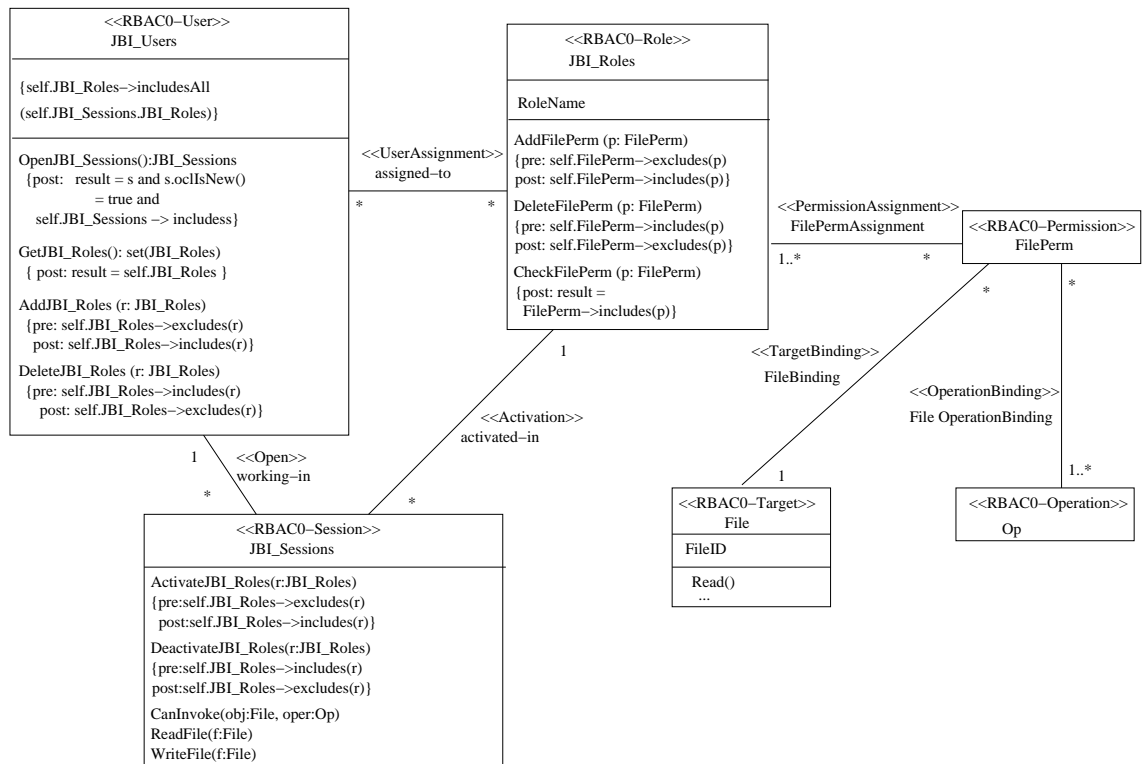 <<RBAC0−User>>
JBI_Users
{self.JBI_Roles−>includesAll
(self.JBI_Sessions.JBI_Roles)}
OpenJBI_Sessions():JBI_Sessions
{post: result = s and s.oclIsNew()
= true and
self.JBI_Sessions −> includess}
GetJBI_Roles(): set(JBI_Roles)
{ post: result = self.JBI_Roles }
AddJBI_Roles (r: JBI_Roles)
{pre: self.JBI_Roles−>excludes(r)
post: self.JBI_Roles−>includes(r)}
DeleteJBI_Roles (r: JBI_Roles)
{pre: self.JBI_Roles−>includes(r)
post: self.JBI_Roles−>excludes(r)}
<<UserAssignment>>
assigned−to
*
*
<<RBAC0−Role>>
JBI_Roles
RoleName
AddFilePerm (p: FilePerm)
{pre: self.FilePerm−>excludes(p)
post: self.FilePerm−>includes(p)}
DeleteFilePerm (p: FilePerm)
{pre: self.FilePerm−>includes(p)
post: self.FilePerm−>excludes(p)}
CheckFilePerm (p: FilePerm)
{post: result =
FilePerm−>includes(p)}
<<PermissionAssignment>>
FilePermAssignment
1..*
*
<<RBAC0−Permission>>
FilePerm
*
*
<<TargetBinding>>
FileBinding
1
<<OperationBinding>>
File OperationBinding
1..*
1
<<Activation>>
activated−in
*
1
<<Open>>
working−in
*
<<RBAC0−Session>>
JBI_Sessions
ActivateJBI_Roles(r:JBI_Roles)
{pre:self.JBI_Roles−>excludes(r)
post:self.JBI_Roles−>includes(r)}
DeactivateJBI_Roles(r:JBI_Roles)
{pre:self.JBI_Roles−>includes(r)
post:self.JBI_Roles−>excludes(r)}
CanInvoke(obj:File, oper:Op)
ReadFile(f:File)
WriteFile(f:File)
<<RBAC0−Target>>
File
FileID
Read()
...
<<RBAC0−Operation>>
Op